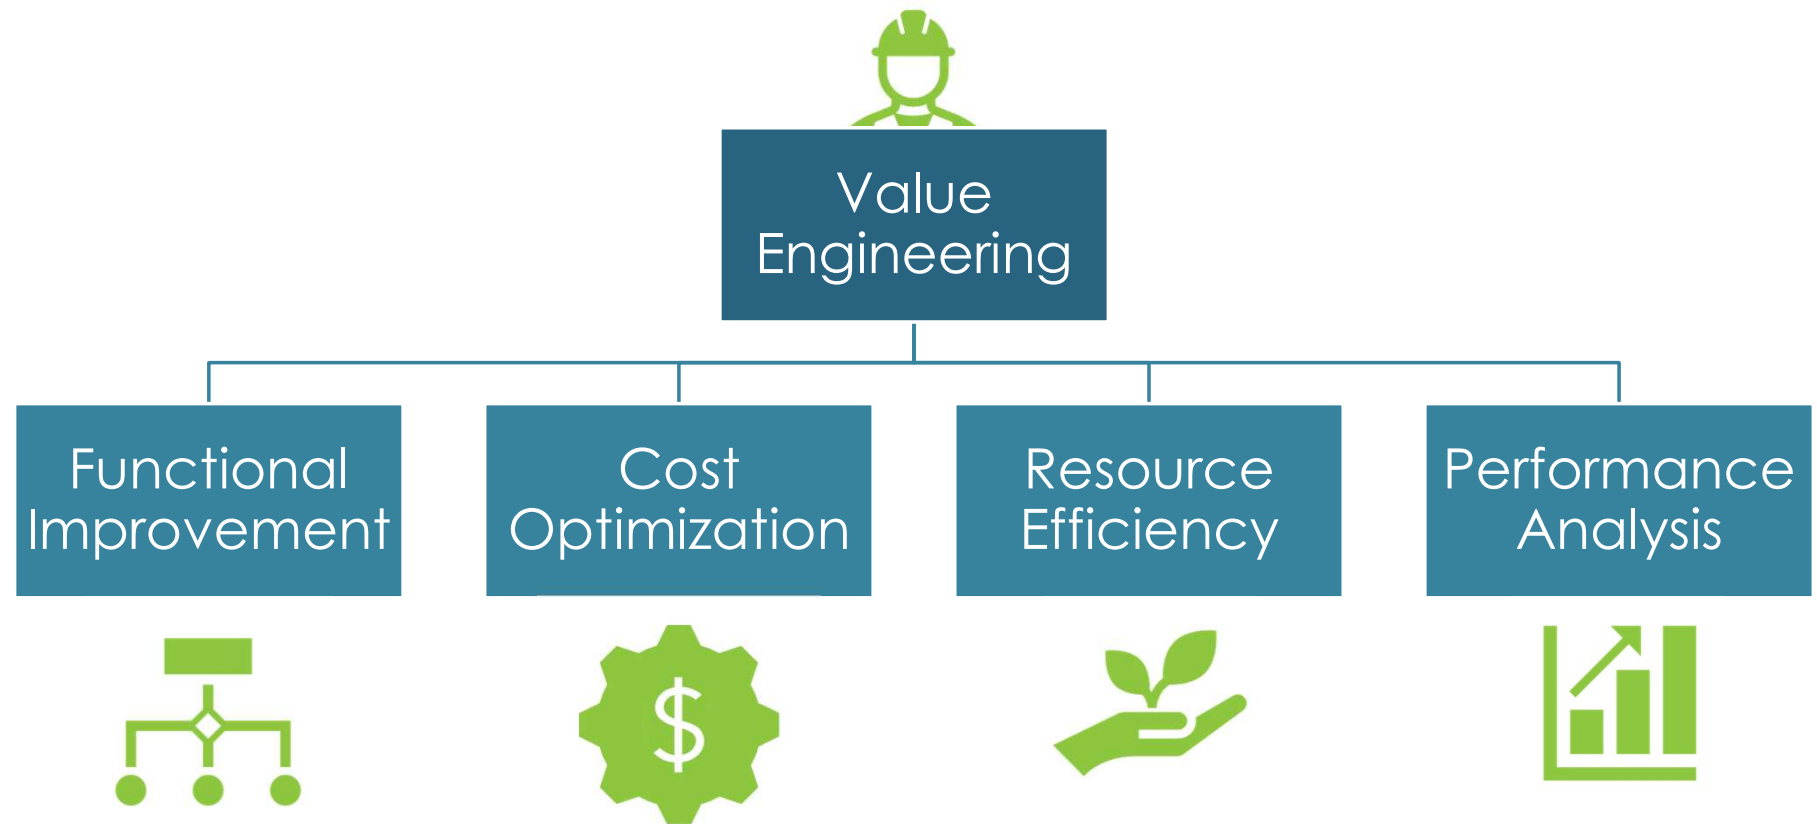 Value
Engineering
Functional
Improvement
Cost
Optimization
Resource
Efficiency
Performance
Analysis
$